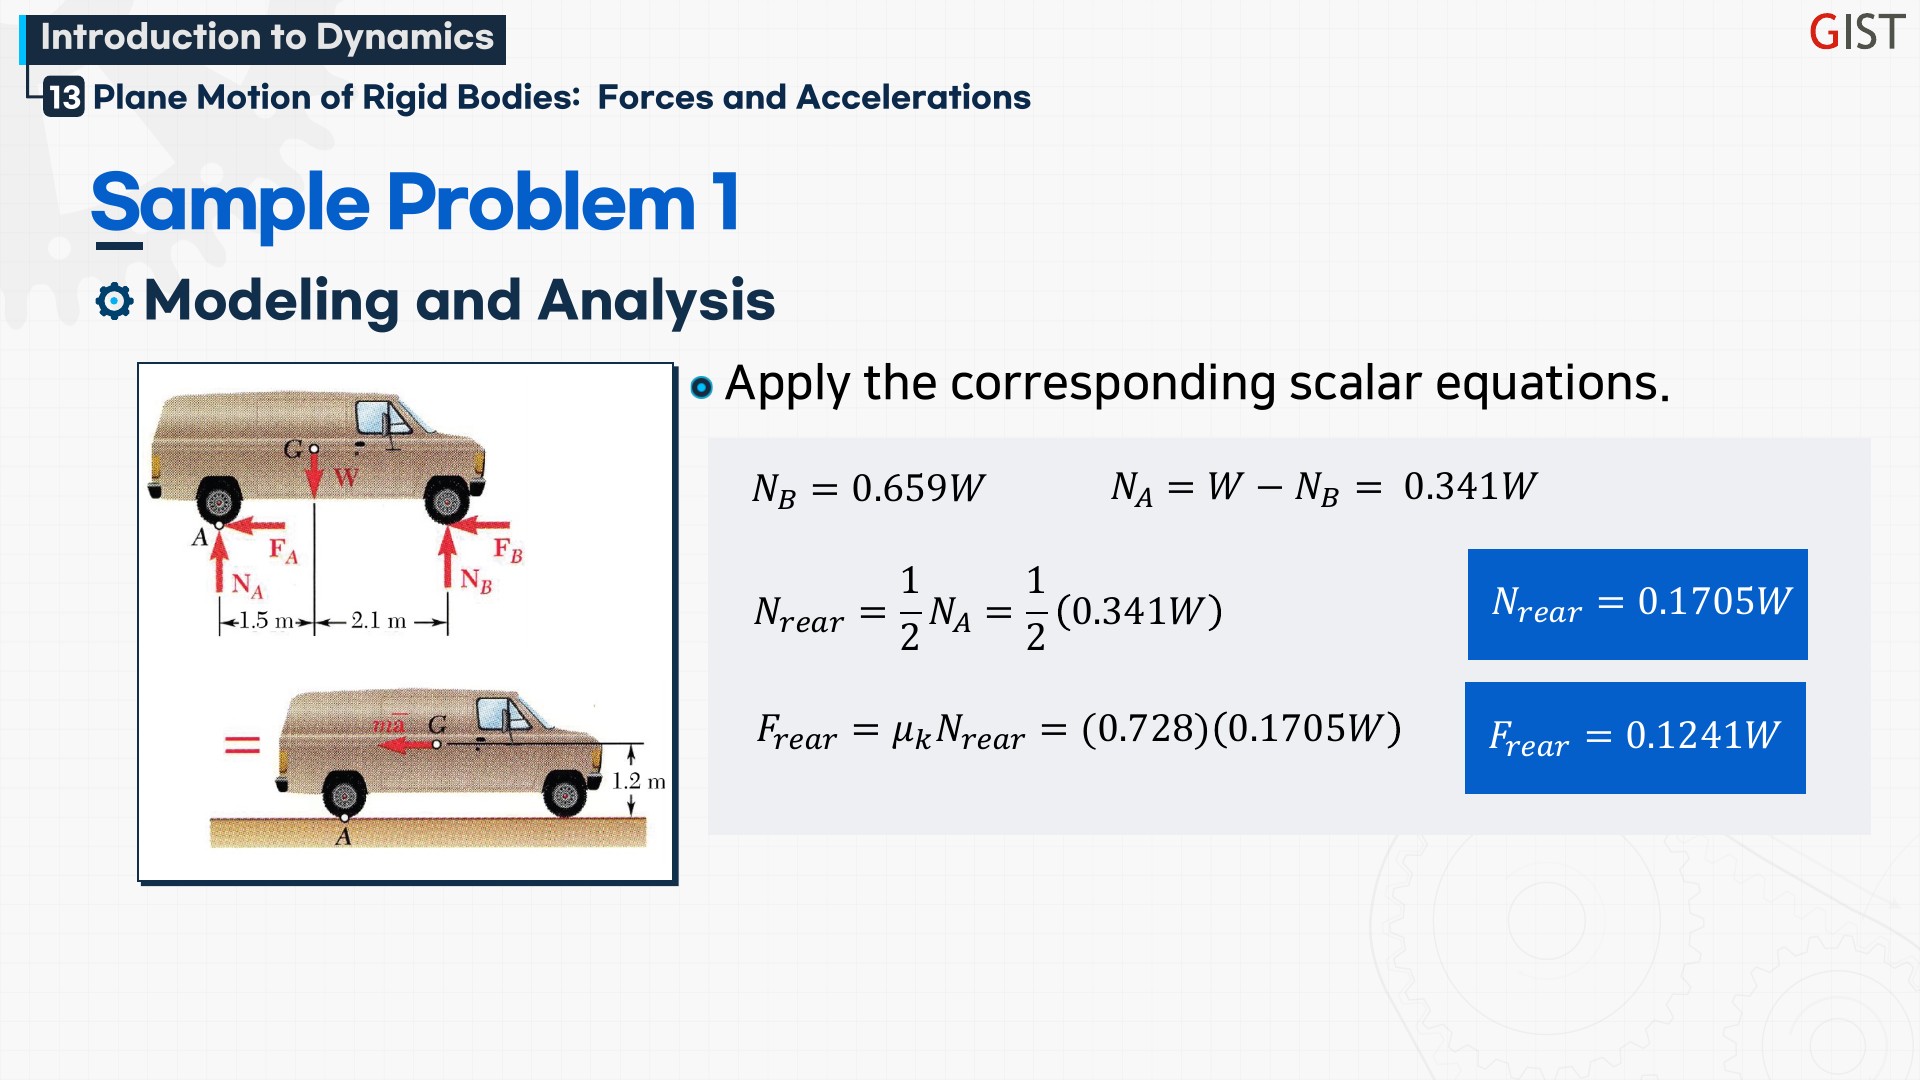 Introduction to Dynamics
GIST
13 Plane Motion of Rigid Bodies: Forces and Accelerations
Sample Problem 1
Modeling and Analysis
Apply the corresponding scalar equations.
G
W
A
F_A
F_B
N_A
N_B
1.5 m
2.1 m
=
mā
G
1.2 m
A
N_B = 0.659W
N_A = W − N_B = 0.341W
N_rear = 1/2 N_A = 1/2 (0.341W)
N_rear = 0.1705W
F_rear = μ_k N_rear = (0.728)(0.1705W)
F_rear = 0.1241W